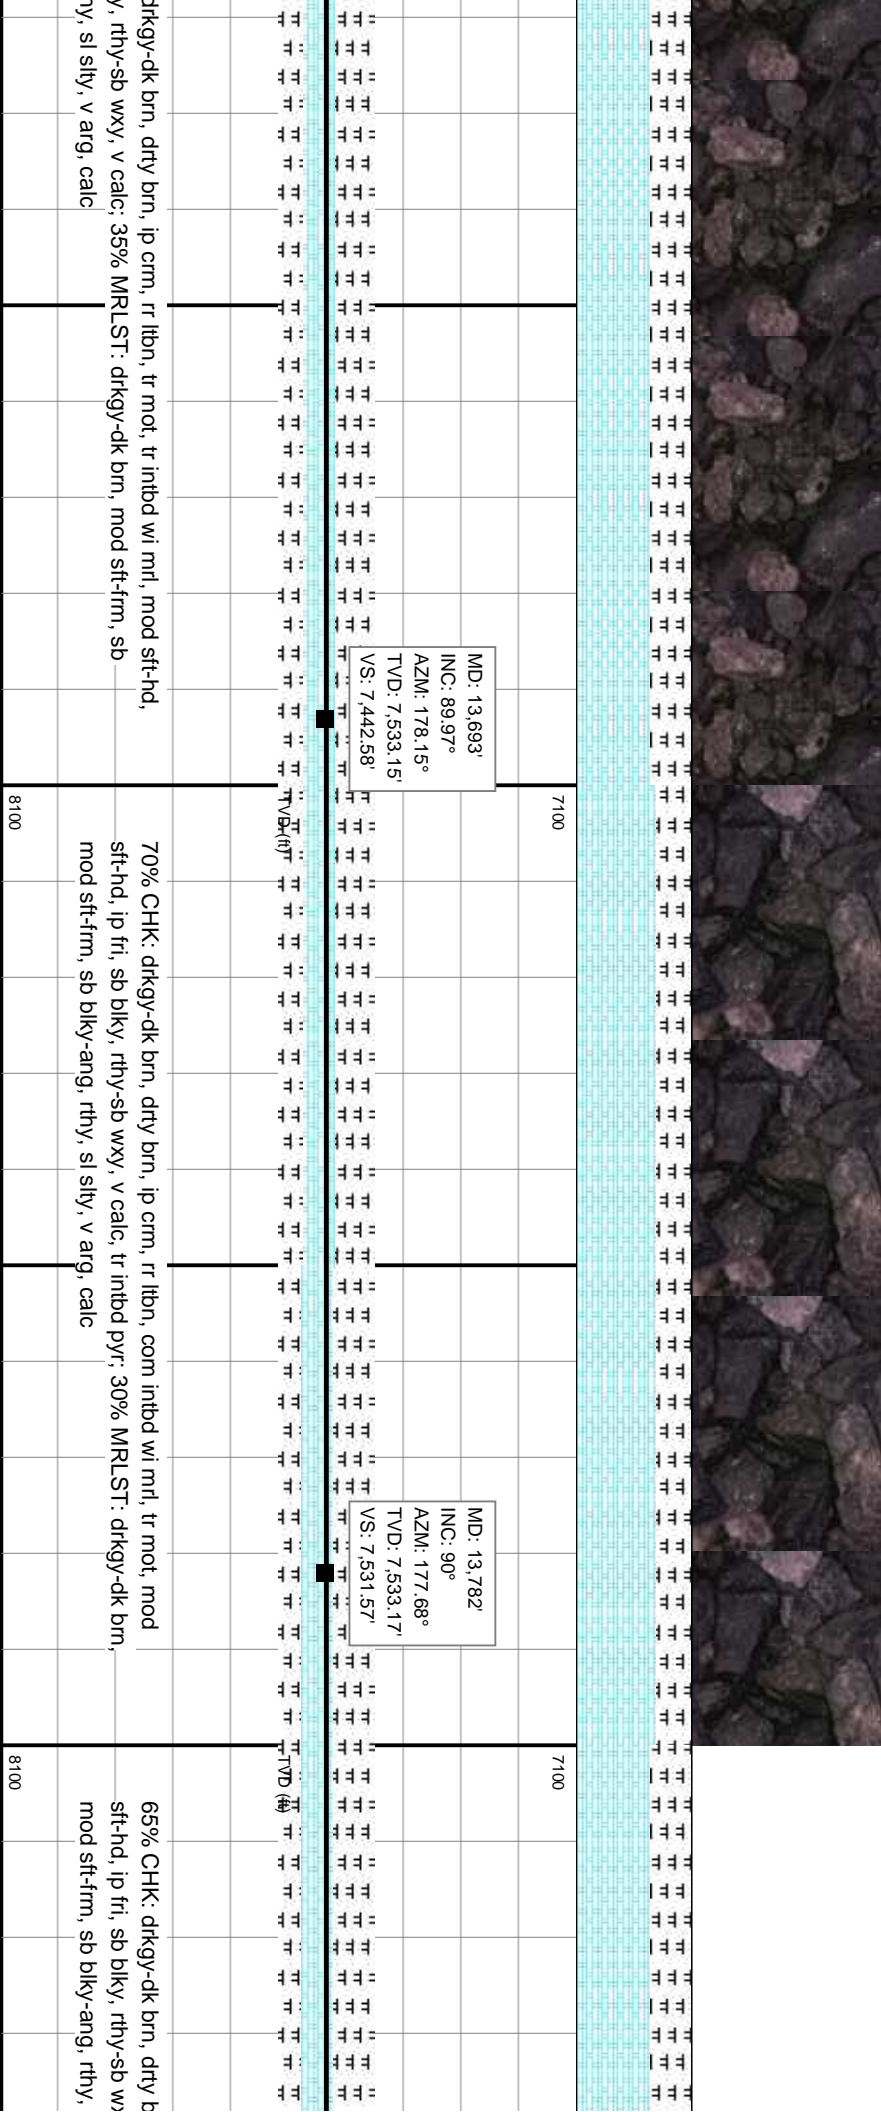 drkgy-dk brn, drty brn, ip crm, rr ltbn, tr mot, tr intbd wi mrl, mod sft-hd,
rthy-sb wxy, v calc; 35% MRLST: drkgy-dk brn, mod sft-frm, sb
sl slty, v arg, calc
MD: 13,693'
INC: 89.97°
AZM: 178.15°
TVD: 7,533.15'
VS: 7,442.58'
7100
TVD (ft)
8100
70% CHK: drkgy-dk brn, drty brn, ip crm, rr ltbn, com intbd wi mrl, tr mot, mod
sft-hd, ip fri, sb blky, rthy-sb wxy, v calc, tr intbd pyr; 30% MRLST: drkgy-dk brn,
mod sft-frm, sb blky-ang, rthy, sl slty, v arg, calc
MD: 13,782'
INC: 90°
AZM: 177.68°
TVD: 7,533.17'
VS: 7,531.57'
7100
TVD (ft)
8100
65% CHK: drkgy-dk brn, drty
sft-hd, ip fri, sb blky, rthy-sb
mod sft-frm, sb blky-ang, rthy,